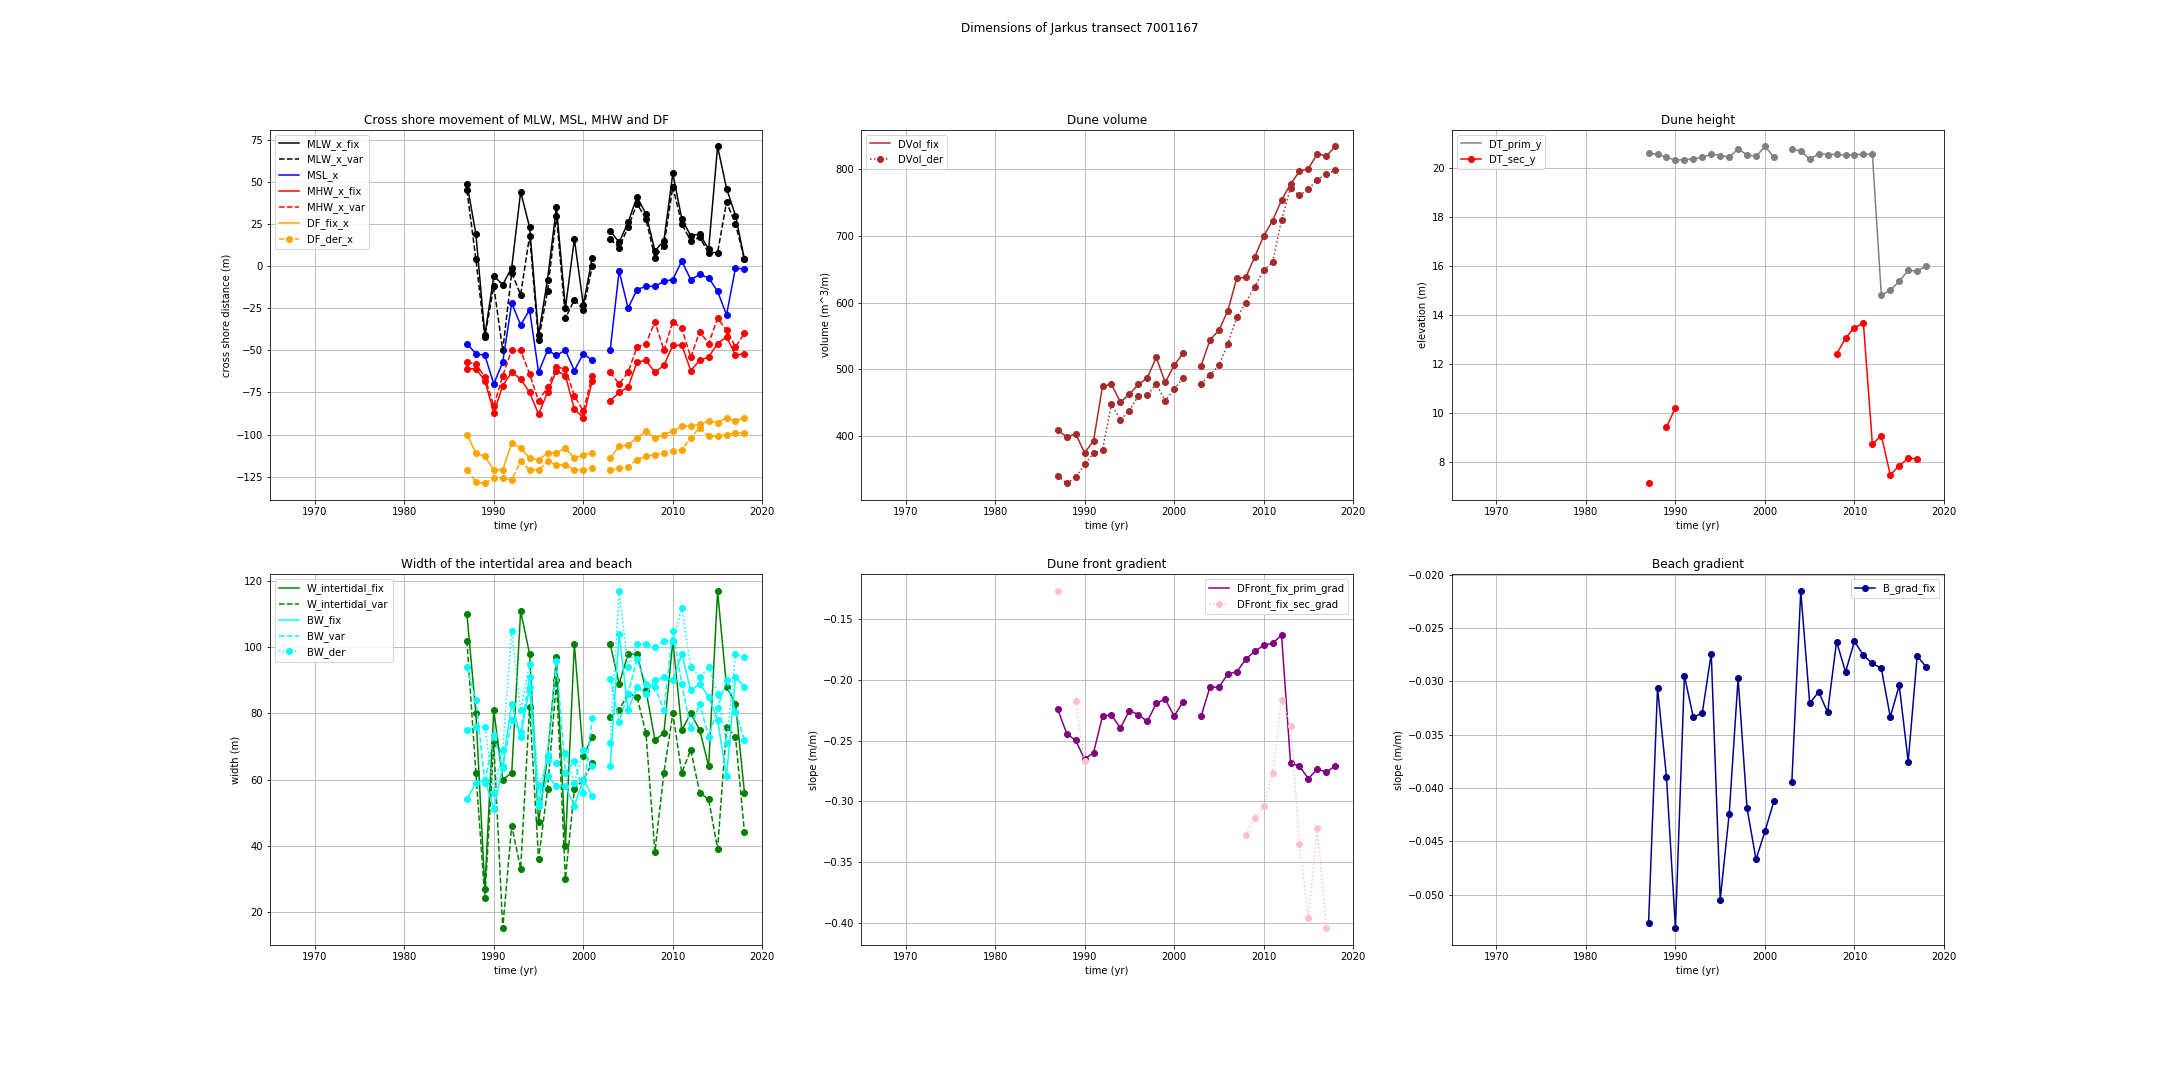 Dimensions of Jarkus transect 7001167
Cross shore movement of MLW, MSL, MHW and DF
MLW_x_fix
MLW_x_var
MSL_x
MHW_x_fix
MHW_x_var
DF_fix_x
DF_der_x
75
50
25
0
−25
−50
−75
−100
−125
cross shore distance (m)
1970 1980 1990 2000 2010 2020
time (yr)
Dune volume
DVol_fix
DVol_der
800
700
600
500
400
volume (m^3/m)
1970 1980 1990 2000 2010 2020
time (yr)
Dune height
DT_prim_y
DT_sec_y
20
18
16
14
12
10
8
elevation (m)
1970 1980 1990 2000 2010 2020
time (yr)
Width of the intertidal area and beach
W_intertidal_fix
W_intertidal_var
BW_fix
BW_var
BW_der
120
100
80
60
40
20
width (m)
1970 1980 1990 2000 2010 2020
time (yr)
Dune front gradient
DFront_fix_prim_grad
DFront_fix_sec_grad
−0.15
−0.20
−0.25
−0.30
−0.35
−0.40
slope (m/m)
1970 1980 1990 2000 2010 2020
time (yr)
Beach gradient
B_grad_fix
−0.020
−0.025
−0.030
−0.035
−0.040
−0.045
−0.050
slope (m/m)
1970 1980 1990 2000 2010 2020
time (yr)